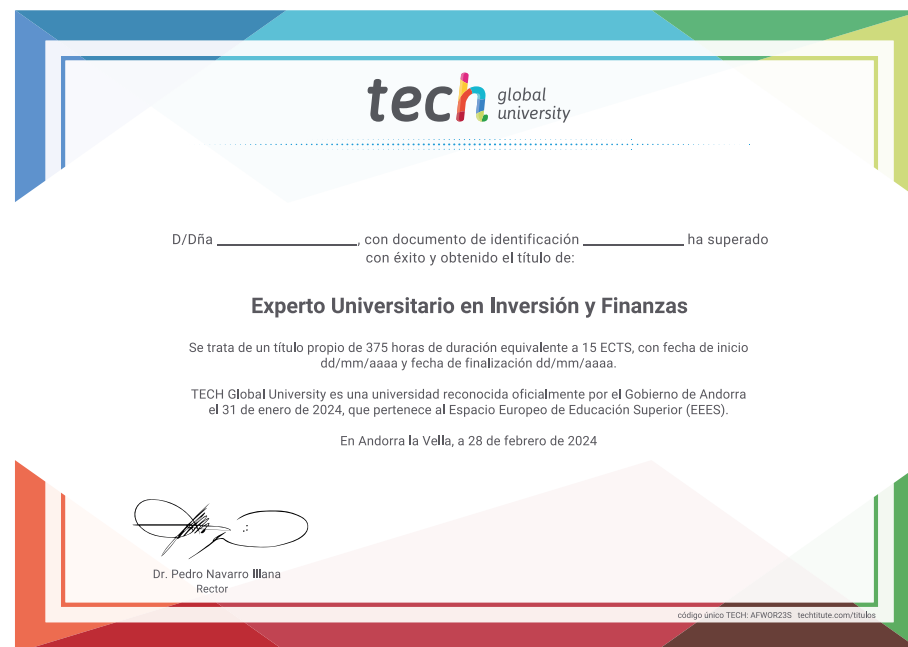 tech global university
D/Dña ____________________, con documento de identificación ______________ ha superado
con éxito y obtenido el título de:
Experto Universitario en Inversión y Finanzas
Se trata de un título propio de 375 horas de duración equivalente a 15 ECTS, con fecha de inicio
dd/mm/aaaa y fecha de finalización dd/mm/aaaa.
TECH Global University es una universidad reconocida oficialmente por el Gobierno de Andorra
el 31 de enero de 2024, que pertenece al Espacio Europeo de Educación Superior (EEES).
En Andorra la Vella, a 28 de febrero de 2024
Dr. Pedro Navarro Illana
Rector
código único TECH: AFWOR23S techtitute.com/titulos